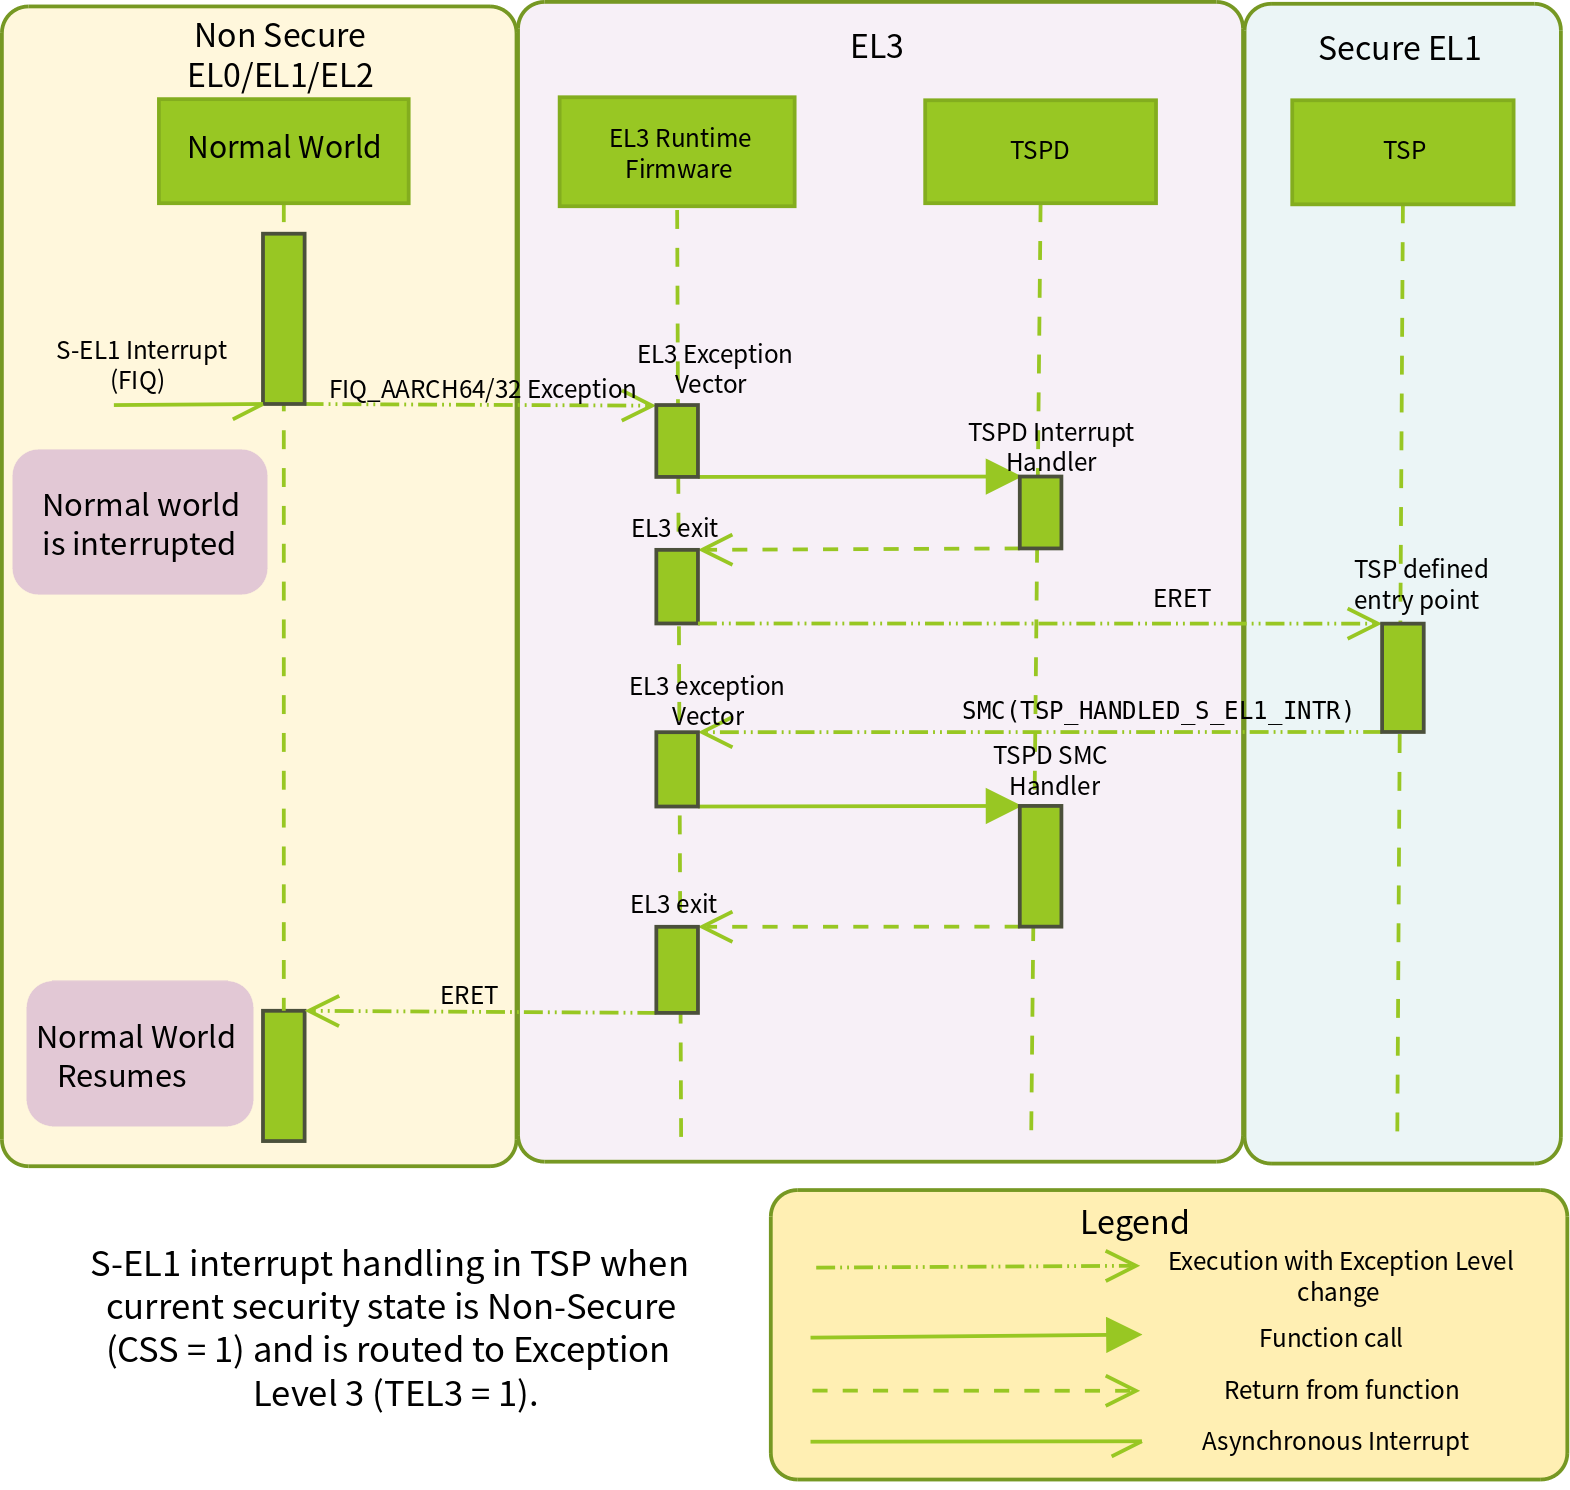 Non Secure
EL0/EL1/EL2
EL3
Secure EL1
Normal World
EL3 Runtime
Firmware
TSPD
TSP
S-EL1 Interrupt
(FIQ)
FIQ_AARCH64/32 Exception
EL3 Exception
Vector
TSPD Interrupt
Handler
Normal world
is interrupted
EL3 exit
TSP defined
entry point
ERET
EL3 exception
Vector
SMC(TSP_HANDLED_S_EL1_INTR)
TSPD SMC
Handler
EL3 exit
ERET
Normal World
Resumes
S-EL1 interrupt handling in TSP when
current security state is Non-Secure
(CSS = 1) and is routed to Exception
Level 3 (TEL3 = 1).
Legend
Execution with Exception Level
change
Function call
Return from function
Asynchronous Interrupt